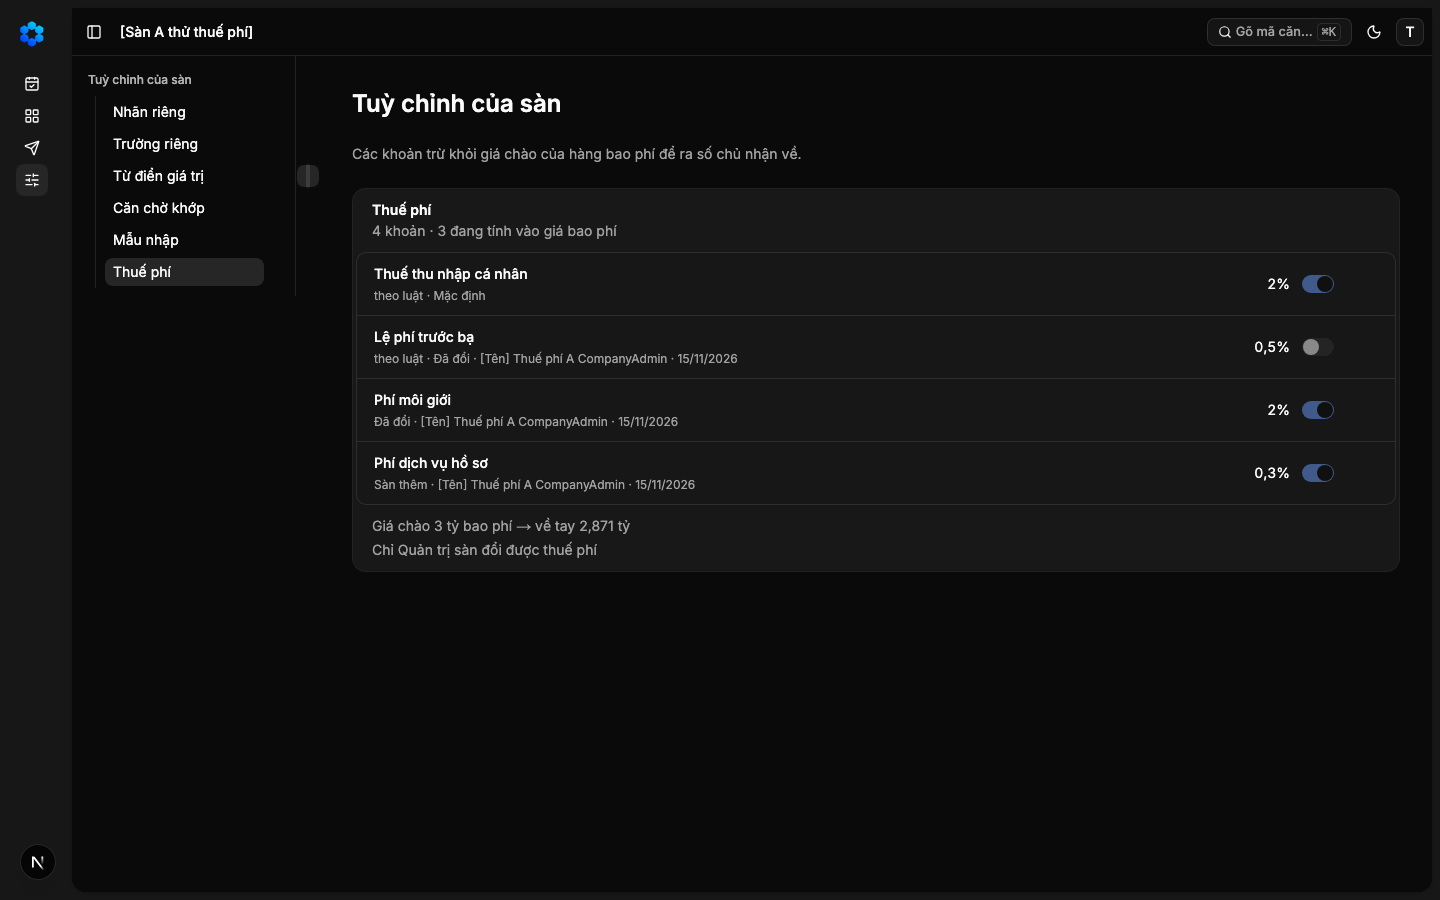 [Sàn A thử thuế phí]
Gõ mã căn... ⌘K
T
Tuỳ chỉnh của sàn
Nhãn riêng
Trường riêng
Từ điển giá trị
Căn chờ khớp
Mẫu nhập
Thuế phí
Tuỳ chỉnh của sàn
Các khoản trừ khỏi giá chào của hàng bao phí để ra số chủ nhận về.
Thuế phí
4 khoản · 3 đang tính vào giá bao phí
Thuế thu nhập cá nhân
theo luật · Mặc định
2%
Lệ phí trước bạ
theo luật · Đã đổi · [Tên] Thuế phí A CompanyAdmin · 15/11/2026
0,5%
Phí môi giới
Đã đổi · [Tên] Thuế phí A CompanyAdmin · 15/11/2026
2%
Phí dịch vụ hồ sơ
Sàn thêm · [Tên] Thuế phí A CompanyAdmin · 15/11/2026
0,3%
Giá chào 3 tỷ bao phí → về tay 2,871 tỷ
Chỉ Quản trị sàn đổi được thuế phí
N